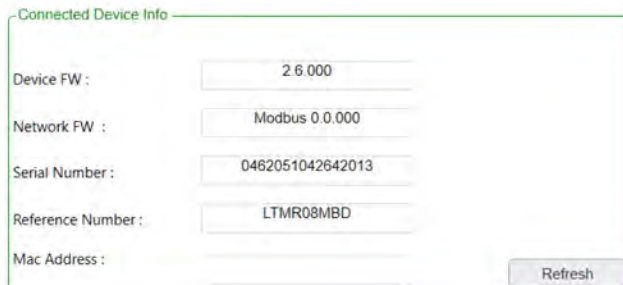 Connected Device Info
Device FW : 2.6.000
Network FW : Modbus 0.0.000
Serial Number : 0462051042642013
Reference Number : LTMR08MBD
Mac Address :
Refresh